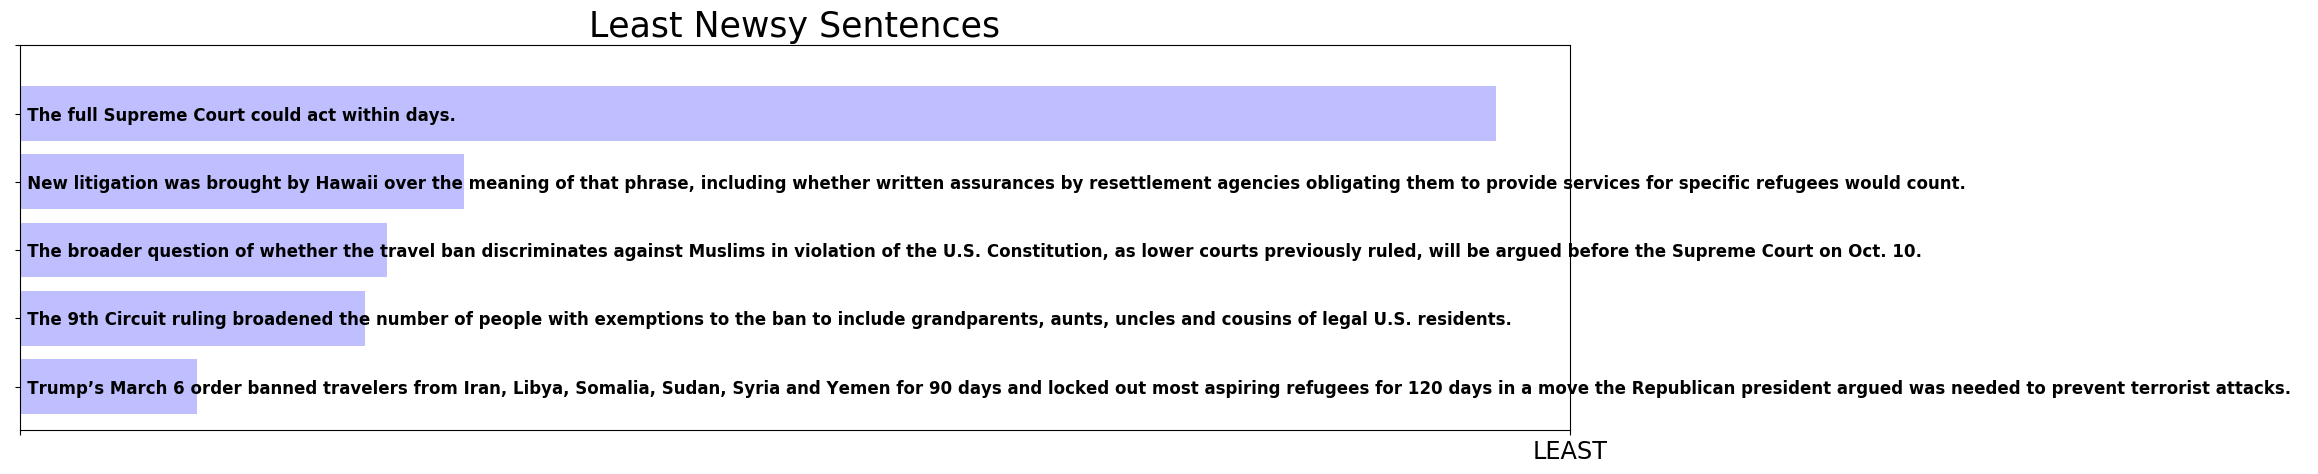 Least Newsy Sentences
The full Supreme Court could act within days.
New litigation was brought by Hawaii over the meaning of that phrase, including whether written assurances by resettlement agencies obligating them to provide services for specific refugees would count.
The broader question of whether the travel ban discriminates against Muslims in violation of the U.S. Constitution, as lower courts previously ruled, will be argued before the Supreme Court on Oct. 10.
The 9th Circuit ruling broadened the number of people with exemptions to the ban to include grandparents, aunts, uncles and cousins of legal U.S. residents.
Trump’s March 6 order banned travelers from Iran, Libya, Somalia, Sudan, Syria and Yemen for 90 days and locked out most aspiring refugees for 120 days in a move the Republican president argued was needed to prevent terrorist attacks.
LEAST